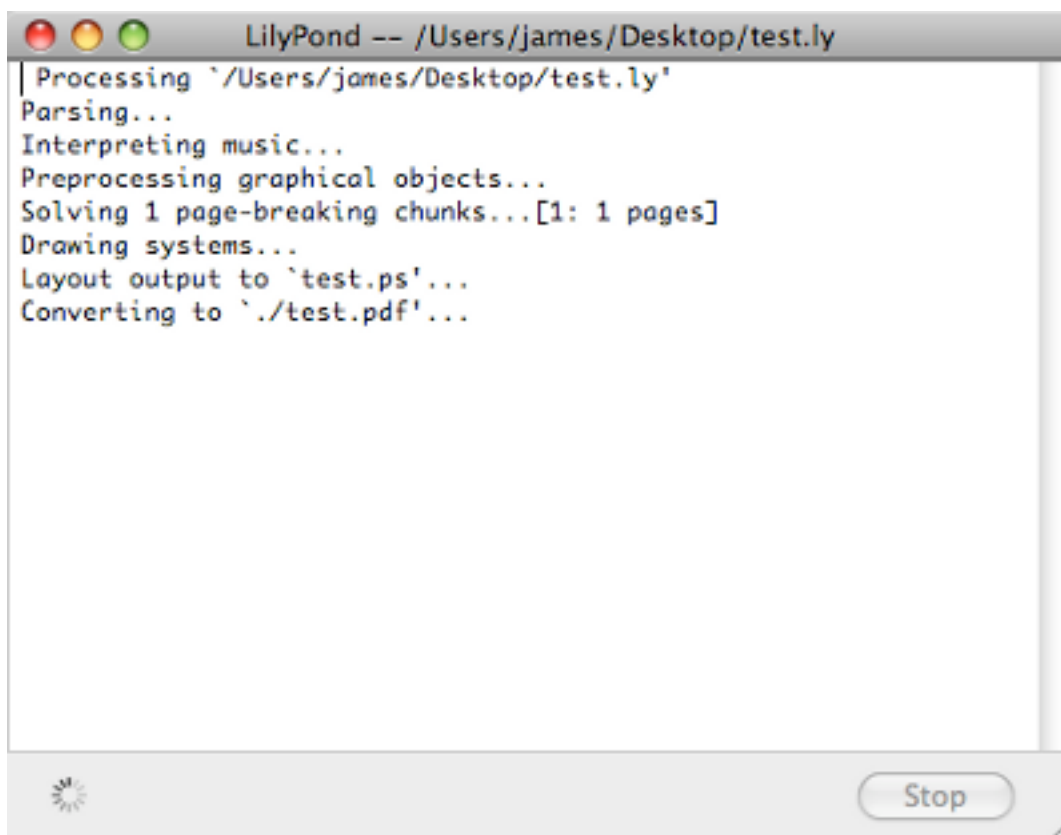 LilyPond -- /Users/james/Desktop/test.ly
Processing `/Users/james/Desktop/test.ly'
Parsing...
Interpreting music...
Preprocessing graphical objects...
Solving 1 page-breaking chunks...[1: 1 pages]
Drawing systems...
Layout output to `test.ps'...
Converting to `./test.pdf'...
Stop